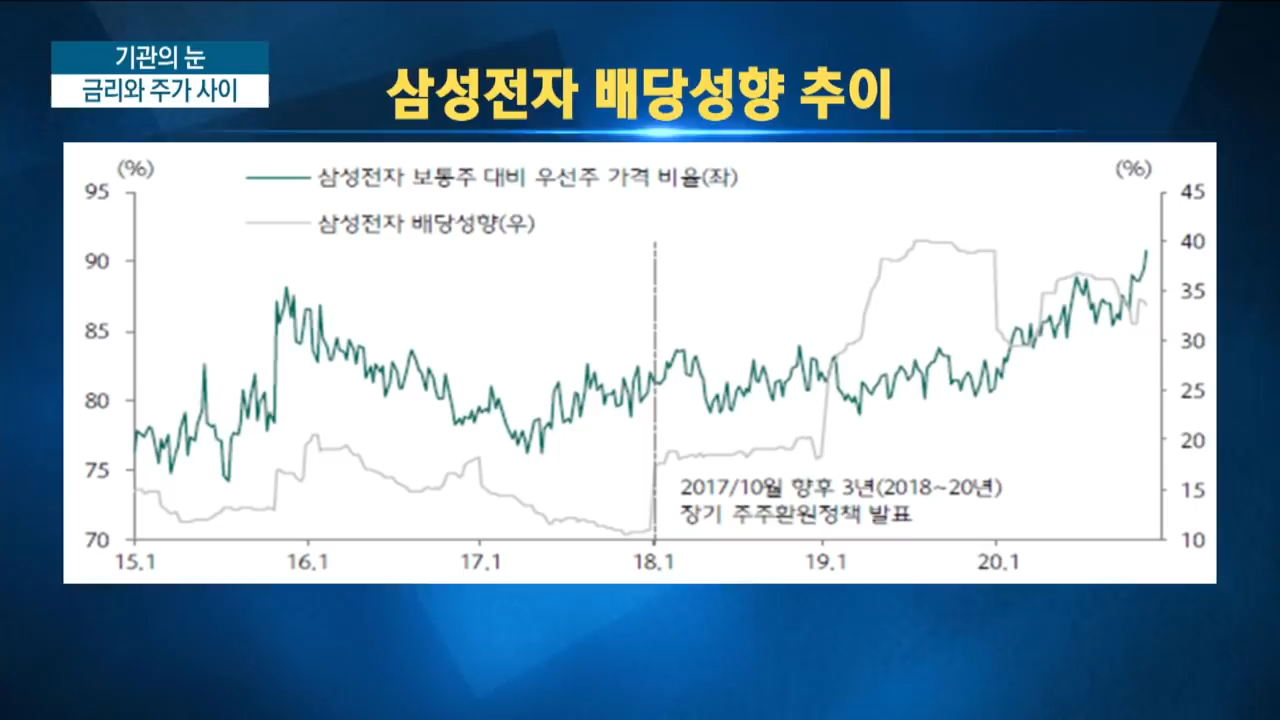 기관의 눈
금리와 주가 사이
삼성전자 배당성향 추이
(%)
(%)
삼성전자 보통주 대비 우선주 가격 비율(좌)
삼성전자 배당성향(우)
95
90
85
80
75
70
45
40
35
30
25
20
15
10
2017/10월 향후 3년(2018~20년)
장기 주주환원정책 발표
15.1 16.1 17.1 18.1 19.1 20.1